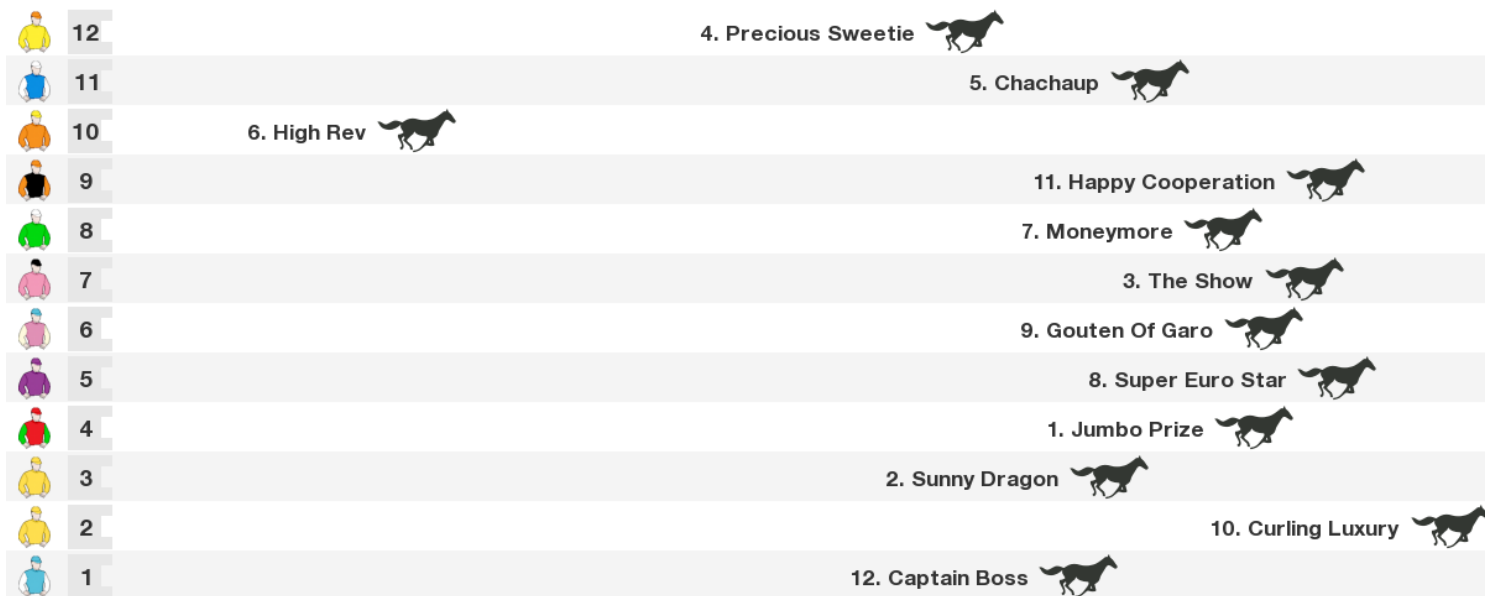 12 4. Precious Sweetie
11 5. Chachaup
10 6. High Rev
9 11. Happy Cooperation
8 7. Moneymore
7 3. The Show
6 9. Gouten Of Garo
5 8. Super Euro Star
4 1. Jumbo Prize
3 2. Sunny Dragon
2 10. Curling Luxury
1 12. Captain Boss